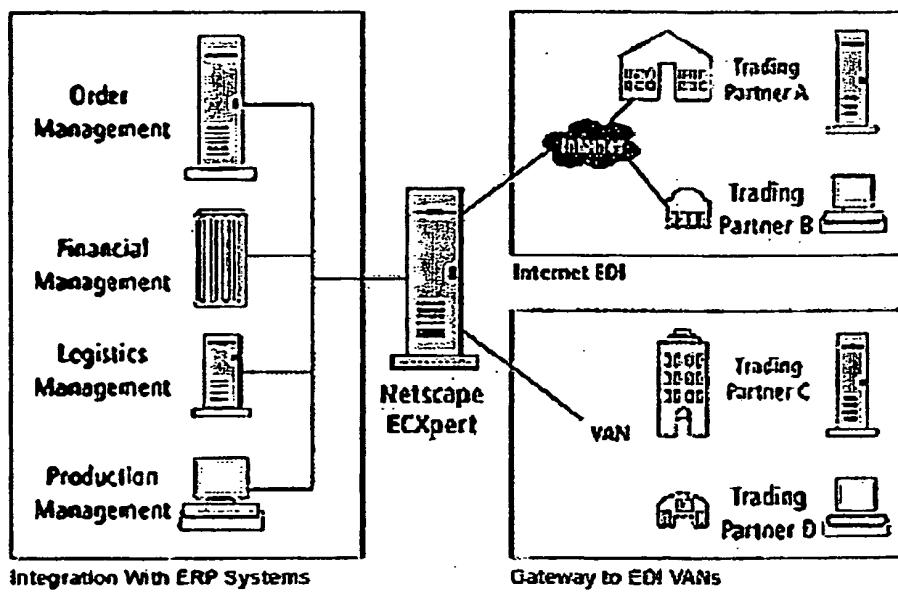 Order
Management
Financial
Management
Logistics
Management
Production
Management
Integration With ERP Systems
Netscape
ECXpert
Internet
Trading
Partner A
Trading
Partner B
Internet EDI
VAN
Trading
Partner C
Trading
Partner D
Gateway to EDI VANs